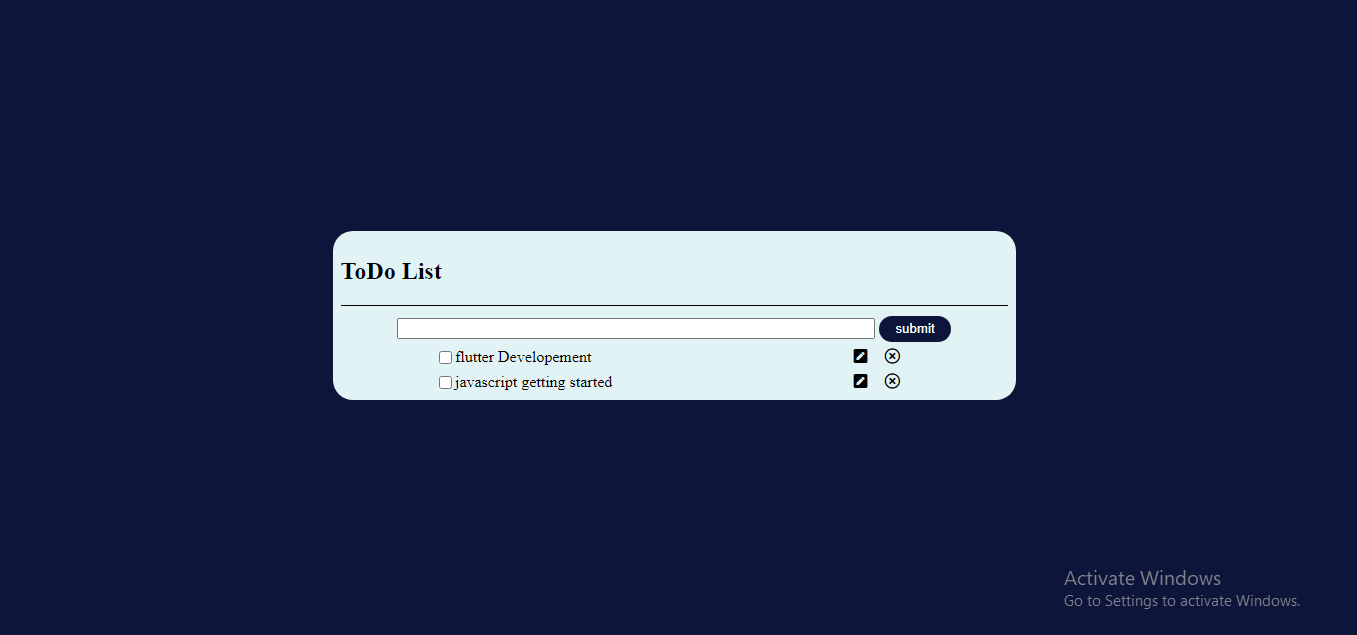 ToDo List
submit
flutter Developement
javascript getting started
Activate Windows
Go to Settings to activate Windows.